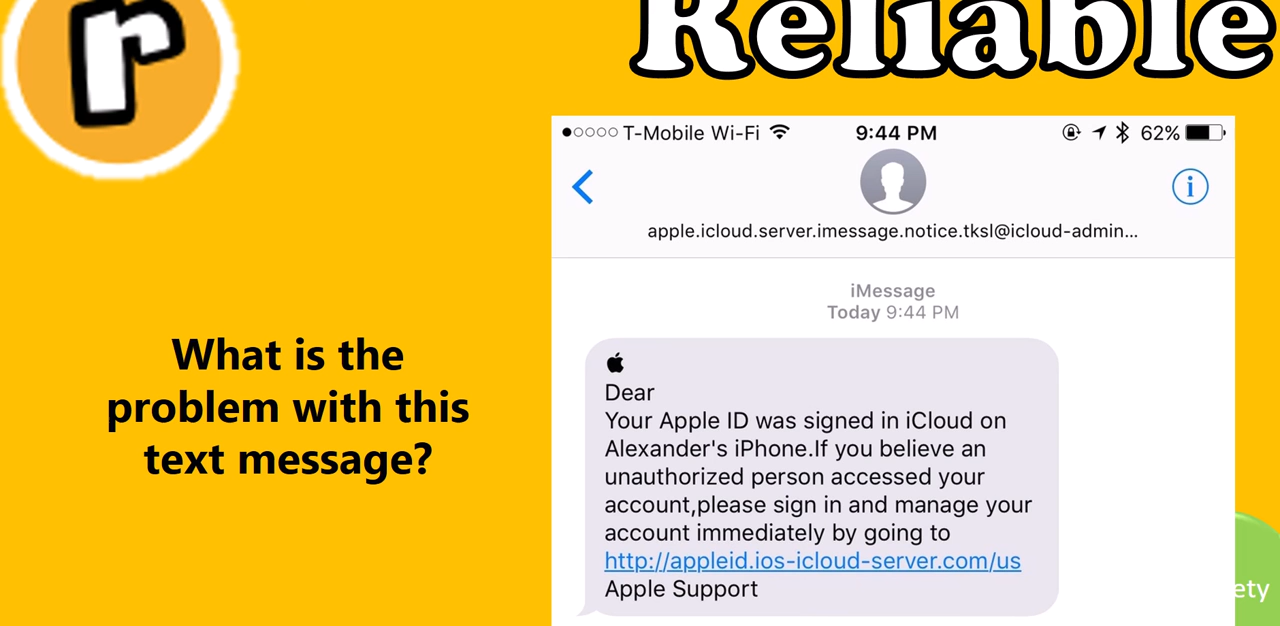 r
Reliable
What is the
problem with this
text message?
T-Mobile Wi-Fi 9:44 PM 62%
i
apple.icloud.server.imessage.notice.tksl@icloud-admin...
iMessage
Today 9:44 PM
Dear
Your Apple ID was signed in iCloud on
Alexander's iPhone.If you believe an
unauthorized person accessed your
account,please sign in and manage your
account immediately by going to
http://appleid.ios-icloud-server.com/us
Apple Support
ety